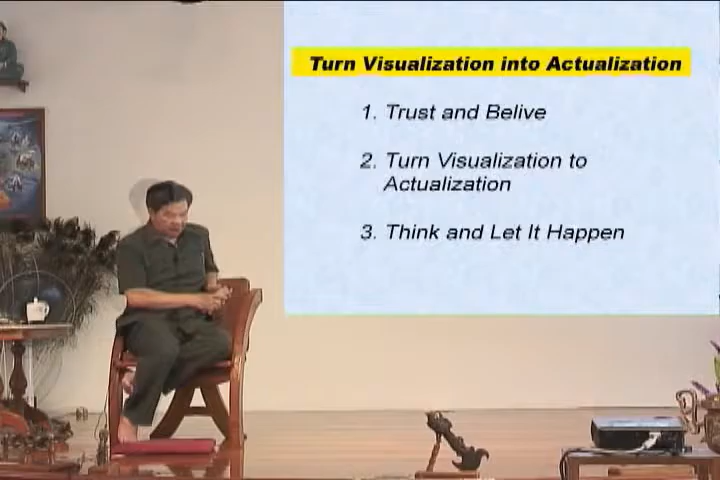 Turn Visualization into Actualization
1. Trust and Belive
2. Turn Visualization to
Actualization
3. Think and Let It Happen